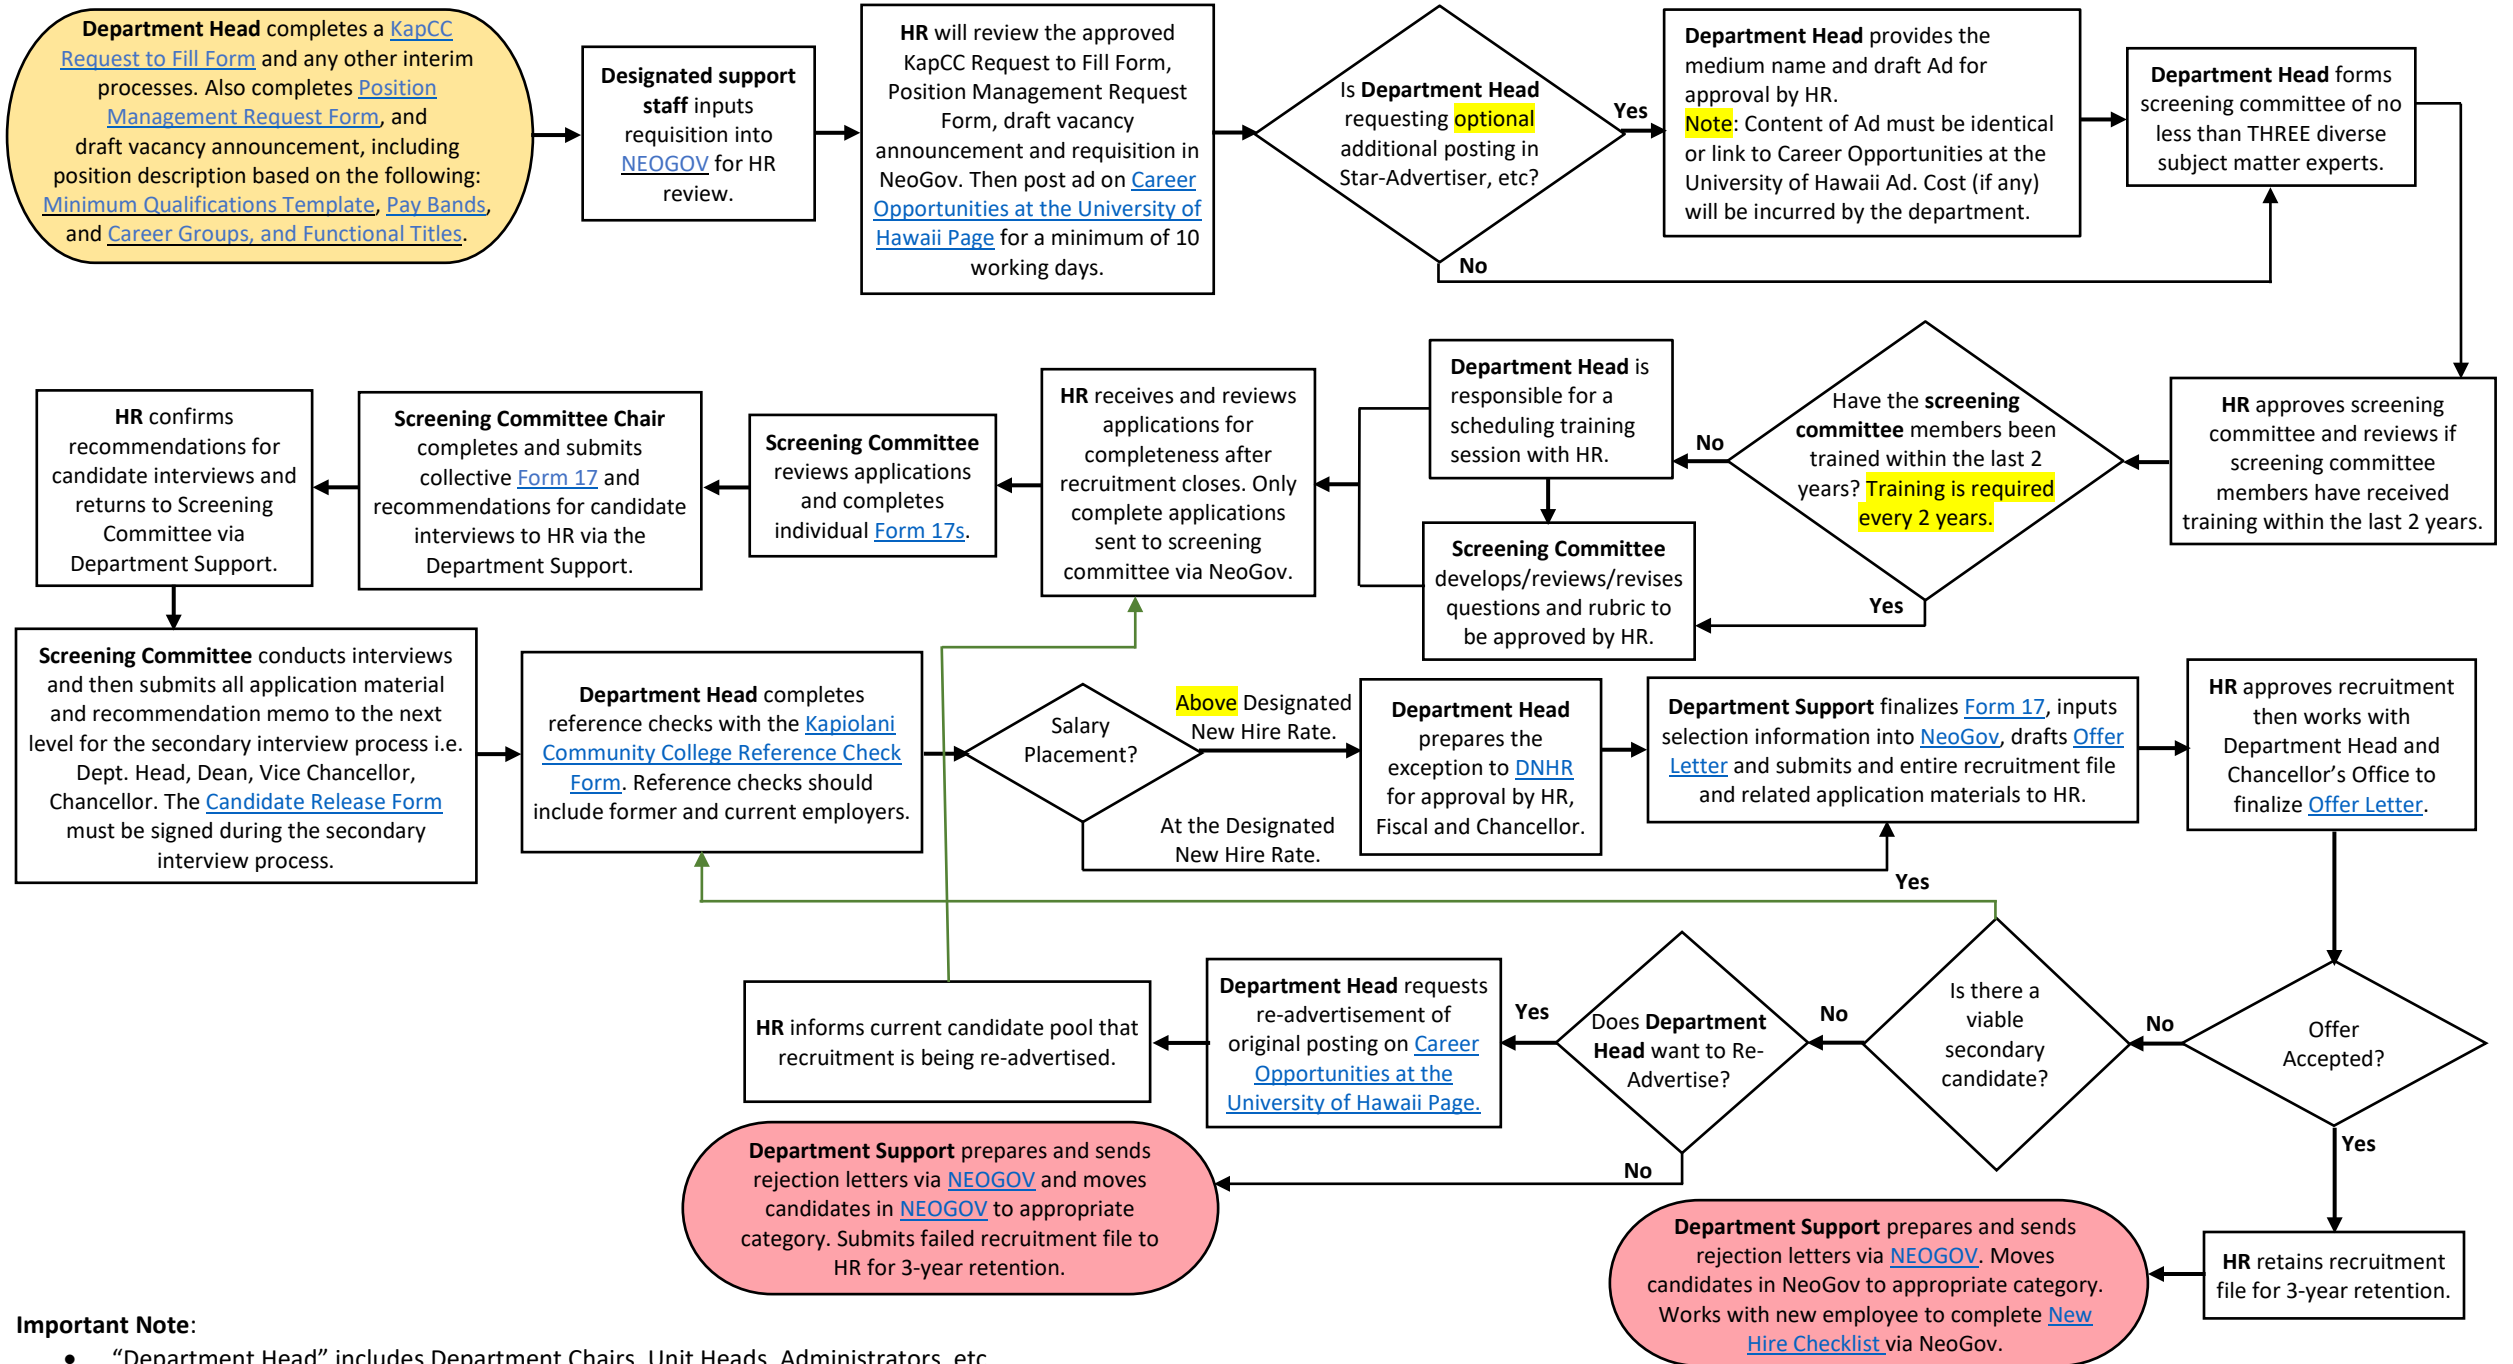 Department Head completes a KapCC
Request to Fill Form and any other interim
processes. Also completes Position
Management Request Form, and
draft vacancy announcement, including
position description based on the following:
Minimum Qualifications Template, Pay Bands,
and Career Groups, and Functional Titles.
Designated support
staff inputs
requisition into
NEOGOV for HR
review.
HR will review the approved
KapCC Request to Fill Form,
Position Management Request
Form, draft vacancy
announcement and requisition in
NeoGov. Then post ad on Career
Opportunities at the University of
Hawaii Page for a minimum of 10
working days.
Is Department Head
requesting optional
additional posting in
Star-Advertiser, etc?
Yes
No
Department Head provides the
medium name and draft Ad for
approval by HR.
Note: Content of Ad must be identical
or link to Career Opportunities at the
University of Hawaii Ad. Cost (if any)
will be incurred by the department.
Department Head forms
screening committee of no
less than THREE diverse
subject matter experts.
HR approves screening
committee and reviews if
screening committee
members have received
training within the last 2 years.
Have the screening
committee members been
trained within the last 2
years? Training is required
every 2 years.
No
Yes
Department Head is
responsible for a
scheduling training
session with HR.
Screening Committee
develops/reviews/revises
questions and rubric to
be approved by HR.
HR receives and reviews
applications for
completeness after
recruitment closes. Only
complete applications
sent to screening
committee via NeoGov.
Screening Committee
reviews applications
and completes
individual Form 17s.
Screening Committee Chair
completes and submits
collective Form 17 and
recommendations for candidate
interviews to HR via the
Department Support.
HR confirms
recommendations for
candidate interviews and
returns to Screening
Committee via
Department Support.
Screening Committee conducts interviews
and then submits all application material
and recommendation memo to the next
level for the secondary interview process i.e.
Dept. Head, Dean, Vice Chancellor,
Chancellor. The Candidate Release Form
must be signed during the secondary
interview process.
Department Head completes
reference checks with the Kapiolani
Community College Reference Check
Form. Reference checks should
include former and current employers.
Salary
Placement?
Above Designated
New Hire Rate.
At the Designated
New Hire Rate.
Department Head
prepares the
exception to DNHR
for approval by HR,
Fiscal and Chancellor.
Department Support finalizes Form 17, inputs
selection information into NeoGov, drafts Offer
Letter and submits and entire recruitment file
and related application materials to HR.
HR approves recruitment
then works with
Department Head and
Chancellor’s Office to
finalize Offer Letter.
Offer
Accepted?
No
Yes
Is there a
viable
secondary
candidate?
Yes
No
Does Department
Head want to Re-
Advertise?
Yes
No
Department Head requests
re-advertisement of
original posting on Career
Opportunities at the
University of Hawaii Page.
HR informs current candidate pool that
recruitment is being re-advertised.
Department Support prepares and sends
rejection letters via NEOGOV and moves
candidates in NEOGOV to appropriate
category. Submits failed recruitment file to
HR for 3-year retention.
HR retains recruitment
file for 3-year retention.
Department Support prepares and sends
rejection letters via NEOGOV. Moves
candidates in NeoGov to appropriate category.
Works with new employee to complete New
Hire Checklist via NeoGov.
Important Note:
• “Department Head” includes Department Chairs, Unit Heads, Administrators, etc